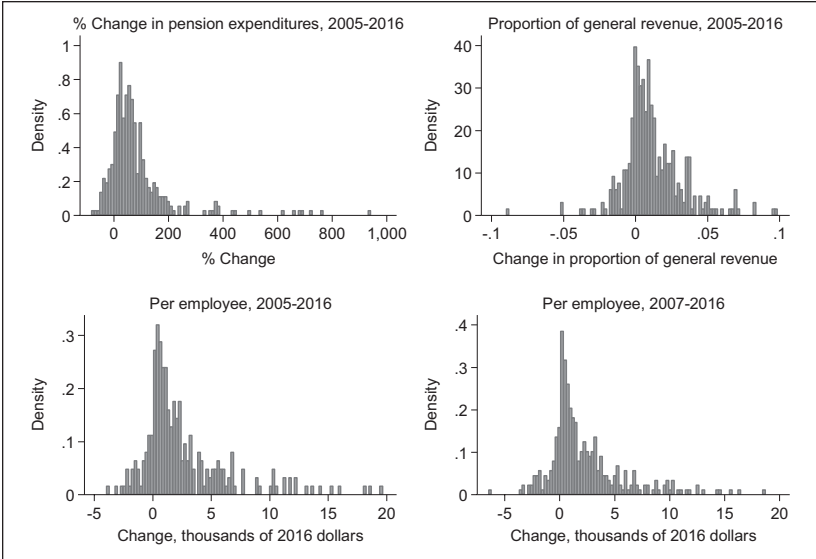 % Change in pension expenditures, 2005-2016
Density
1
.8
.6
.4
.2
0
0 200 400 600 800 1,000
% Change
Proportion of general revenue, 2005-2016
Density
40
30
20
10
0
-.1 -.05 0 .05 .1
Change in proportion of general revenue
Per employee, 2005-2016
Density
.3
.2
.1
0
-5 0 5 10 15 20
Change, thousands of 2016 dollars
Per employee, 2007-2016
Density
.4
.3
.2
.1
0
-5 0 5 10 15 20
Change, thousands of 2016 dollars